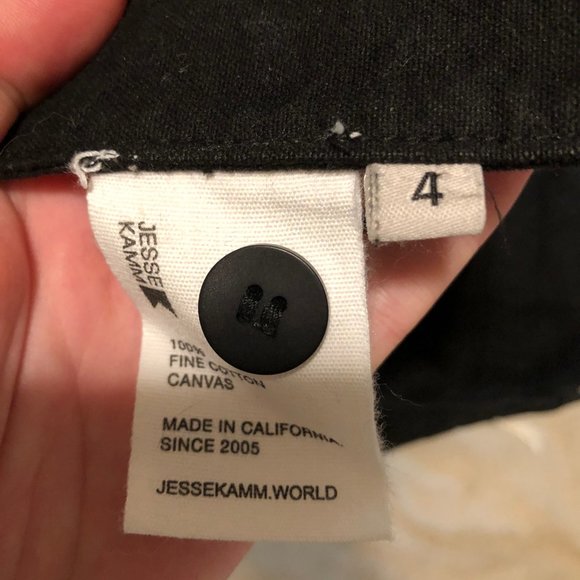 4
JESSE
KAMM
100%
FINE COTTON
CANVAS
MADE IN CALIFORNIA.
SINCE 2005
JESSEKAMM.WORLD